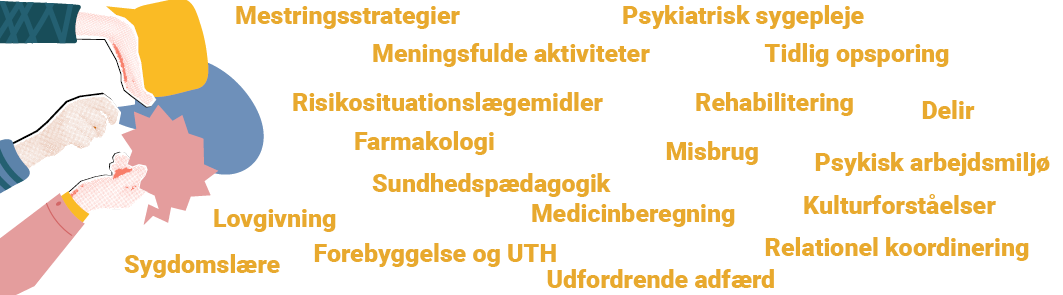 Mestringsstrategier
Psykiatrisk sygepleje
Meningsfulde aktiviteter
Tidlig opsporing
Risikosituationslægemidler
Rehabilitering
Delir
Farmakologi
Misbrug
Psykisk arbejdsmiljø
Sundhedspædagogik
Medicinberegning
Kulturforståelser
Lovgivning
Forebyggelse og UTH
Relationel koordinering
Sygdomslære
Udfordrende adfærd